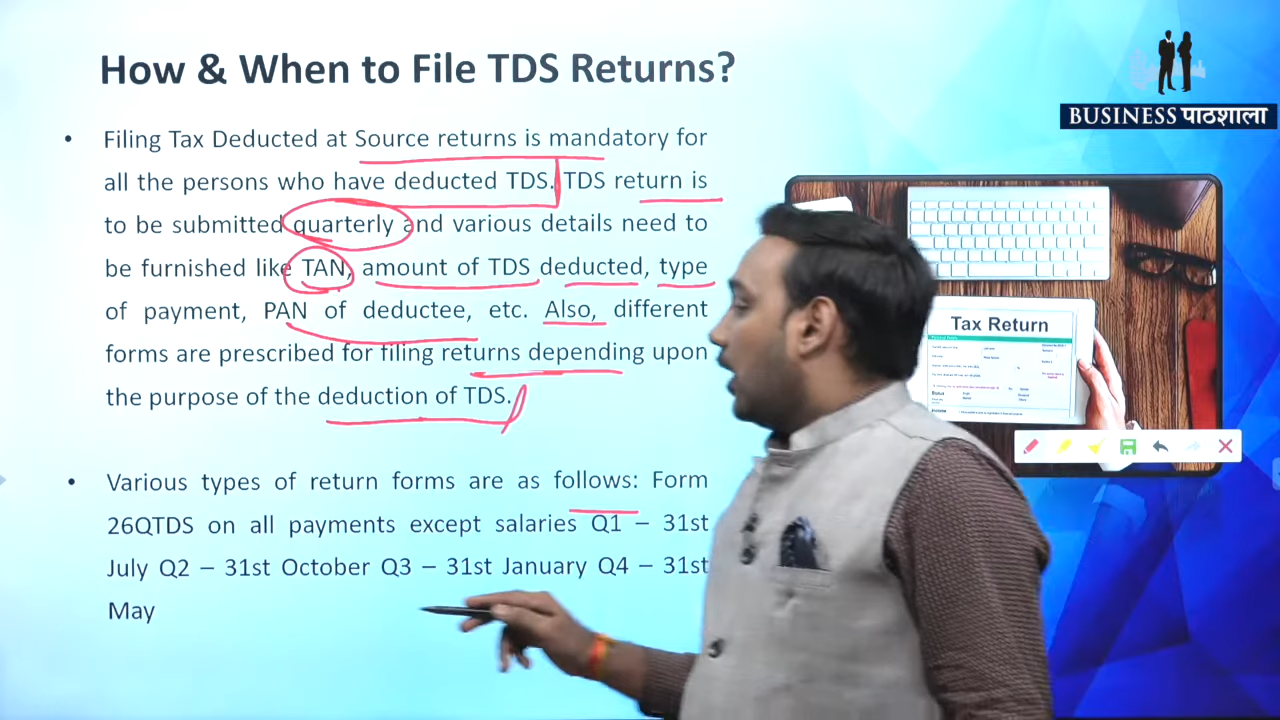 How & When to File TDS Returns?
BUSINESS पाठशाला
• Filing Tax Deducted at Source returns is mandatory for
all the persons who have deducted TDS. TDS return is
to be submitted quarterly and various details need to
be furnished like TAN, amount of TDS deducted, type
of payment, PAN of deductee, etc. Also, different
forms are prescribed for filing returns depending upon
the purpose of the deduction of TDS.
• Various types of return forms are as follows: Form
26QTDS on all payments except salaries Q1 – 31st
July Q2 – 31st October Q3 – 31st January Q4 – 31st
May
Tax Return